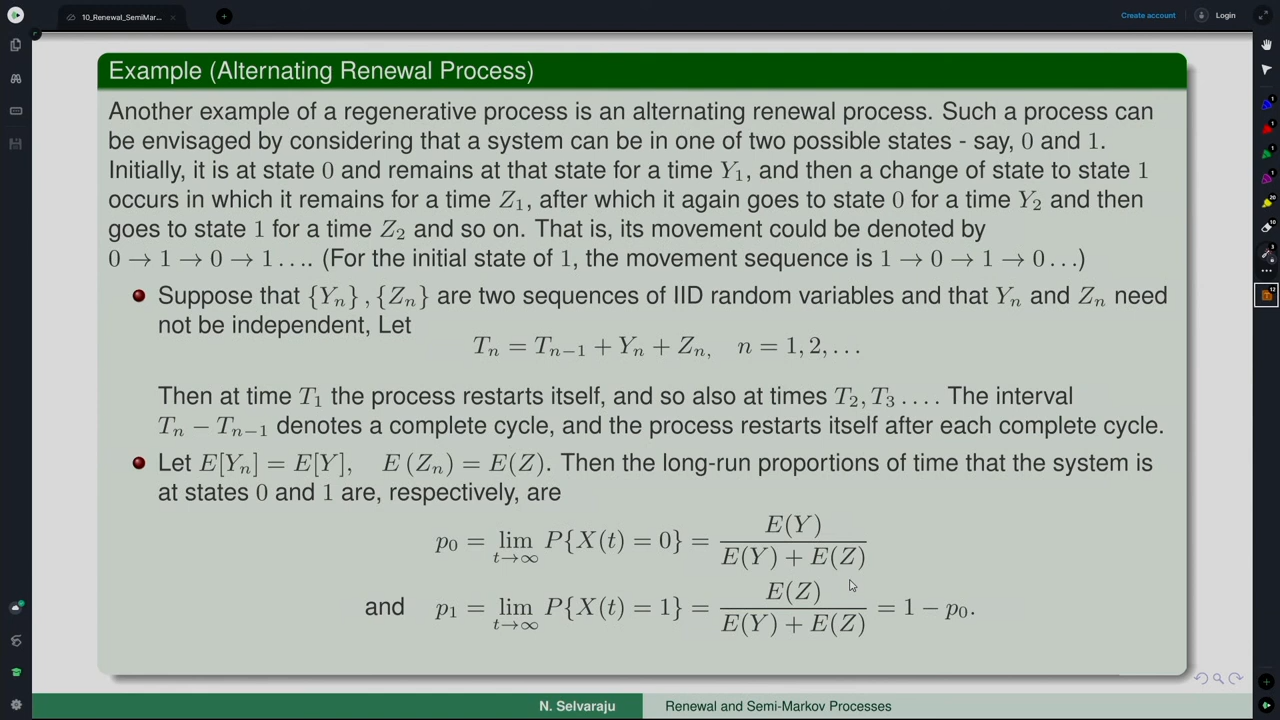 10_Renewal_SemiMar...
Create account
Login
Example (Alternating Renewal Process)
Another example of a regenerative process is an alternating renewal process. Such a process can
be envisaged by considering that a system can be in one of two possible states - say, 0 and 1.
Initially, it is at state 0 and remains at that state for a time Y₁, and then a change of state to state 1
occurs in which it remains for a time Z₁, after which it again goes to state 0 for a time Y₂ and then
goes to state 1 for a time Z₂ and so on. That is, its movement could be denoted by
0 → 1 → 0 → 1 . . . . (For the initial state of 1, the movement sequence is 1 → 0 → 1 → 0 . . .)
Suppose that {Yₙ} , {Zₙ} are two sequences of IID random variables and that Yₙ and Zₙ need
not be independent, Let
Tₙ = Tₙ₋₁ + Yₙ + Zₙ, n = 1, 2, . . .
Then at time T₁ the process restarts itself, and so also at times T₂, T₃ . . . . The interval
Tₙ − Tₙ₋₁ denotes a complete cycle, and the process restarts itself after each complete cycle.
Let E[Yₙ] = E[Y], E (Zₙ) = E(Z). Then the long-run proportions of time that the system is
at states 0 and 1 are, respectively, are
p₀ = lim t→∞ P{X(t) = 0} = E(Y) / E(Y) + E(Z)
and p₁ = lim t→∞ P{X(t) = 1} = E(Z) / E(Y) + E(Z) = 1 − p₀.
N. Selvaraju
Renewal and Semi-Markov Processes